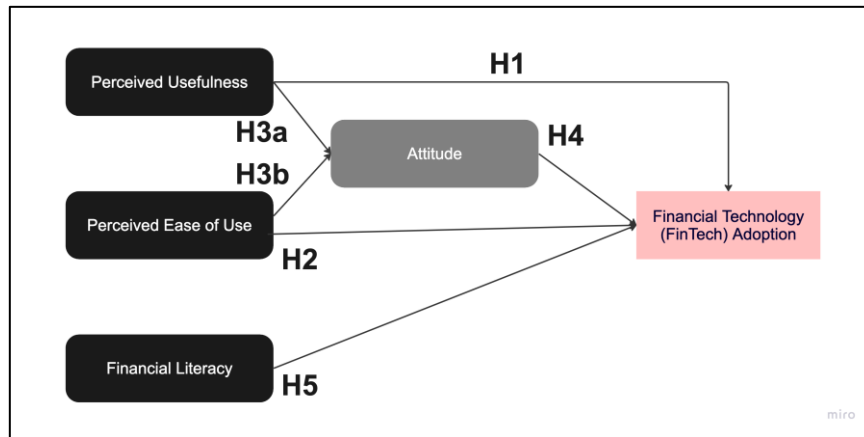 H1
Perceived Usefulness
H3a
Attitude
H4
H3b
Perceived Ease of Use
H2
Financial Technology
(FinTech) Adoption
Financial Literacy
H5
miro